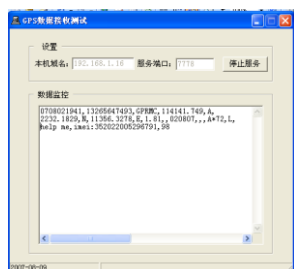 GPS数据接收测试
设置
本机域名: 192.168.1.16 服务端口: 7778 停止服务
数据监控
0708021941,13265647493,GPRMC,114141.749,A,
2232.1829,N,11356.3278,E,1.81,,020807,,,A*72,L,
help me,imei:352022005296791,98
2007-08-09